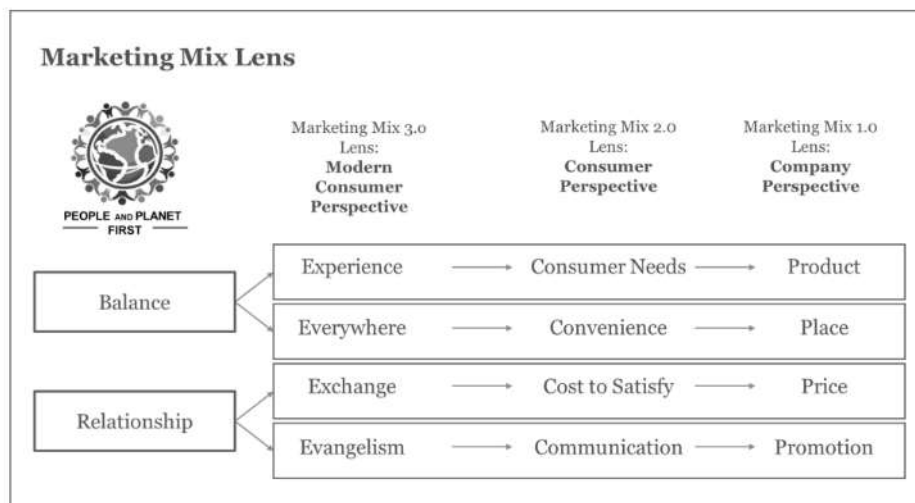 Marketing Mix Lens
PEOPLE AND PLANET
FIRST
Marketing Mix 3.0
Lens:
Modern
Consumer
Perspective
Marketing Mix 2.0
Lens:
Consumer
Perspective
Marketing Mix 1.0
Lens:
Company
Perspective
Balance
Experience
Consumer Needs
Product
Everywhere
Convenience
Place
Relationship
Exchange
Cost to Satisfy
Price
Evangelism
Communication
Promotion